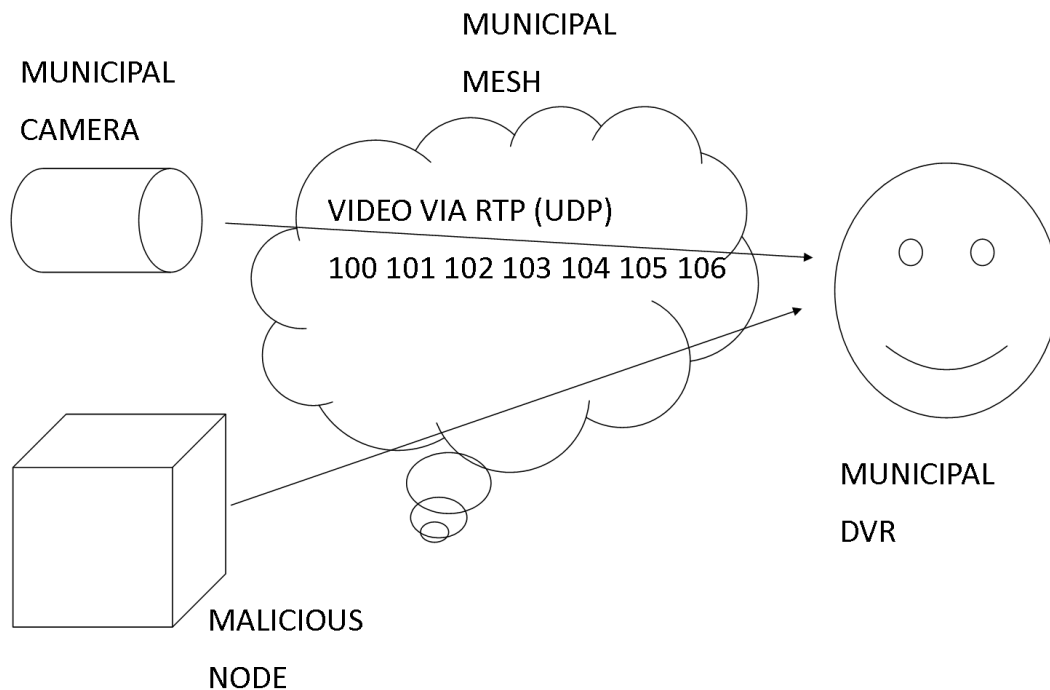 MUNICIPAL
MESH
MUNICIPAL
CAMERA
VIDEO VIA RTP (UDP)
100 101 102 103 104 105 106
MUNICIPAL
DVR
MALICIOUS
NODE